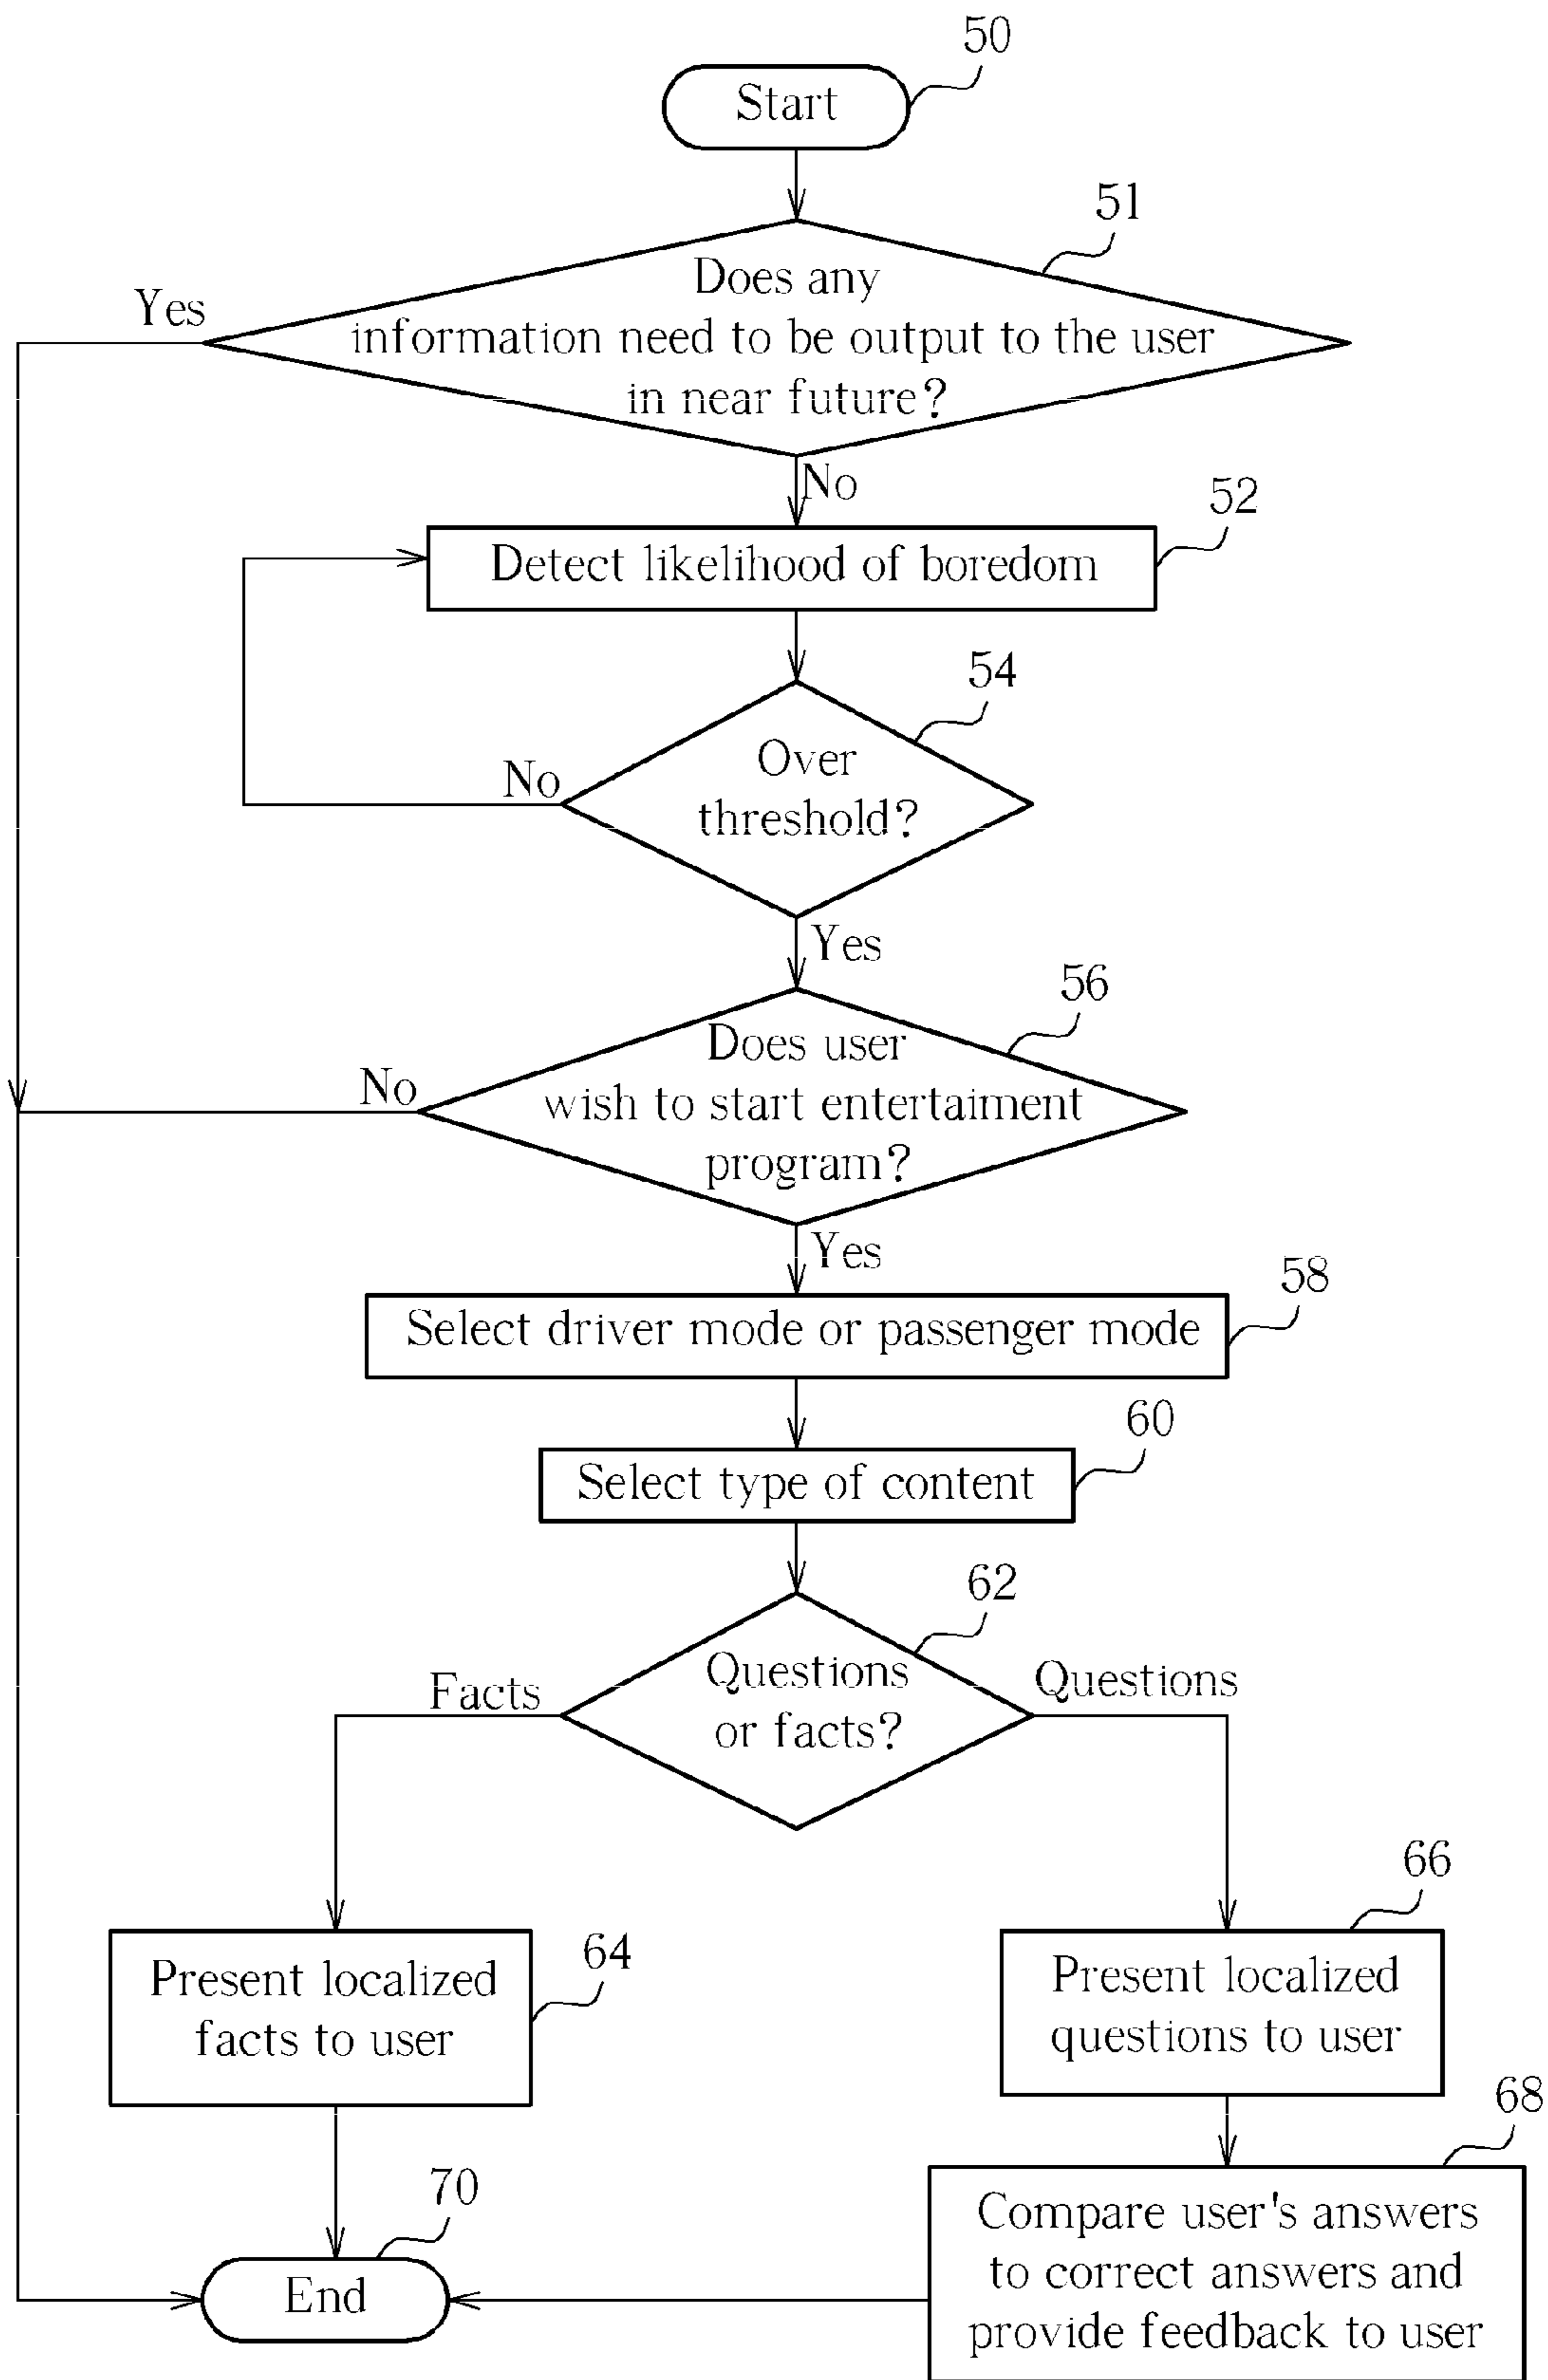 50
Start
51
Does any
information need to be output to the user
in near future?
Yes
No
52
Detect likelihood of boredom
54
Over
threshold?
No
Yes
56
Does user
wish to start entertaiment
program?
No
Yes
58
Select driver mode or passenger mode
60
Select type of content
62
Questions
or facts?
Facts
Questions
64
Present localized
facts to user
66
Present localized
questions to user
68
Compare user's answers
to correct answers and
provide feedback to user
70
End